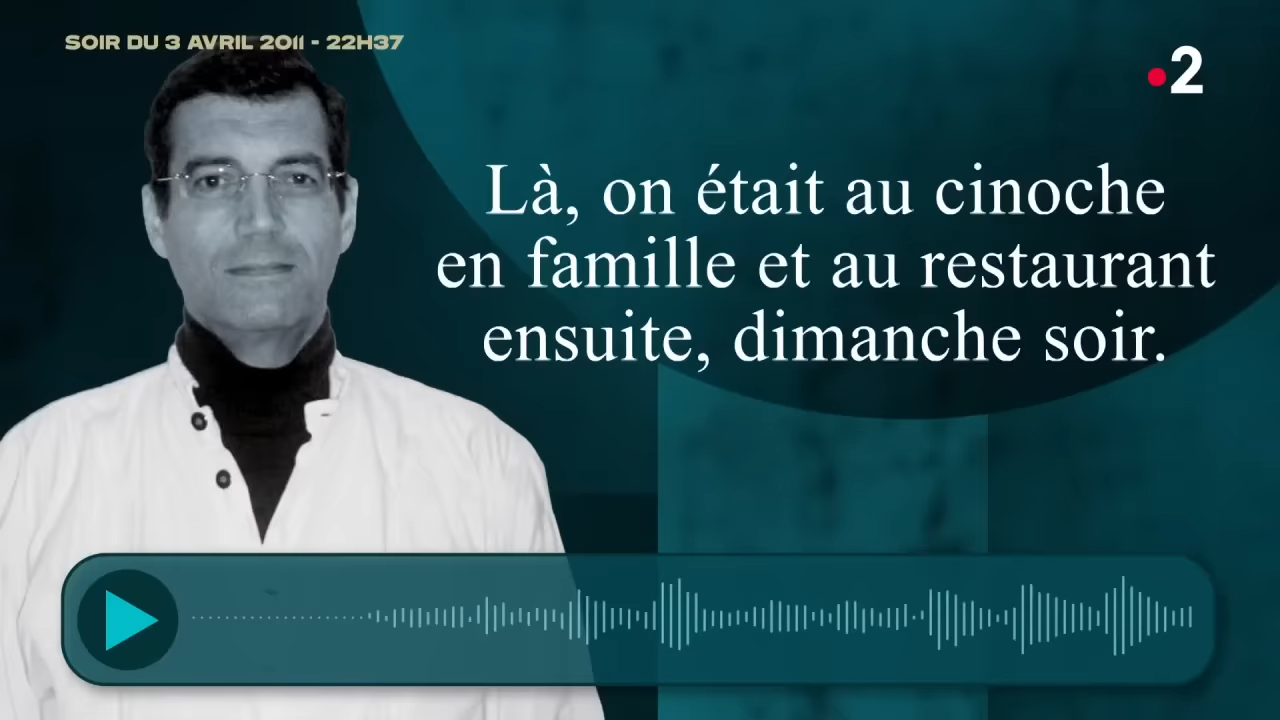 SOIR DU 3 AVRIL 2011 - 22H37
2
Là, on était au cinoche
en famille et au restaurant
ensuite, dimanche soir.